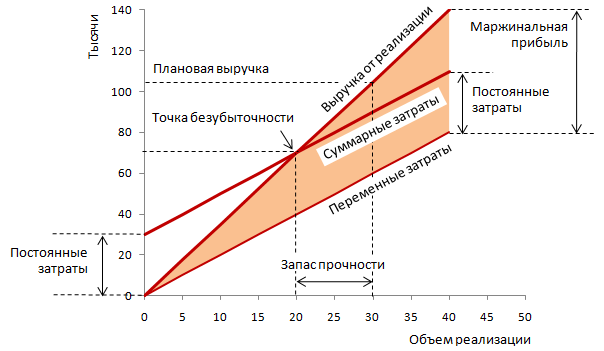 Тысячи
140
120
100
80
60
40
20
0
Плановая выручка
Точка безубыточности
Выручка от реализации
Суммарные затраты
Переменные затраты
Маржинальная
прибыль
Постоянные
затраты
Постоянные
затраты
Запас прочности
0 5 10 15 20 25 30 35 40 45 50
Объем реализации